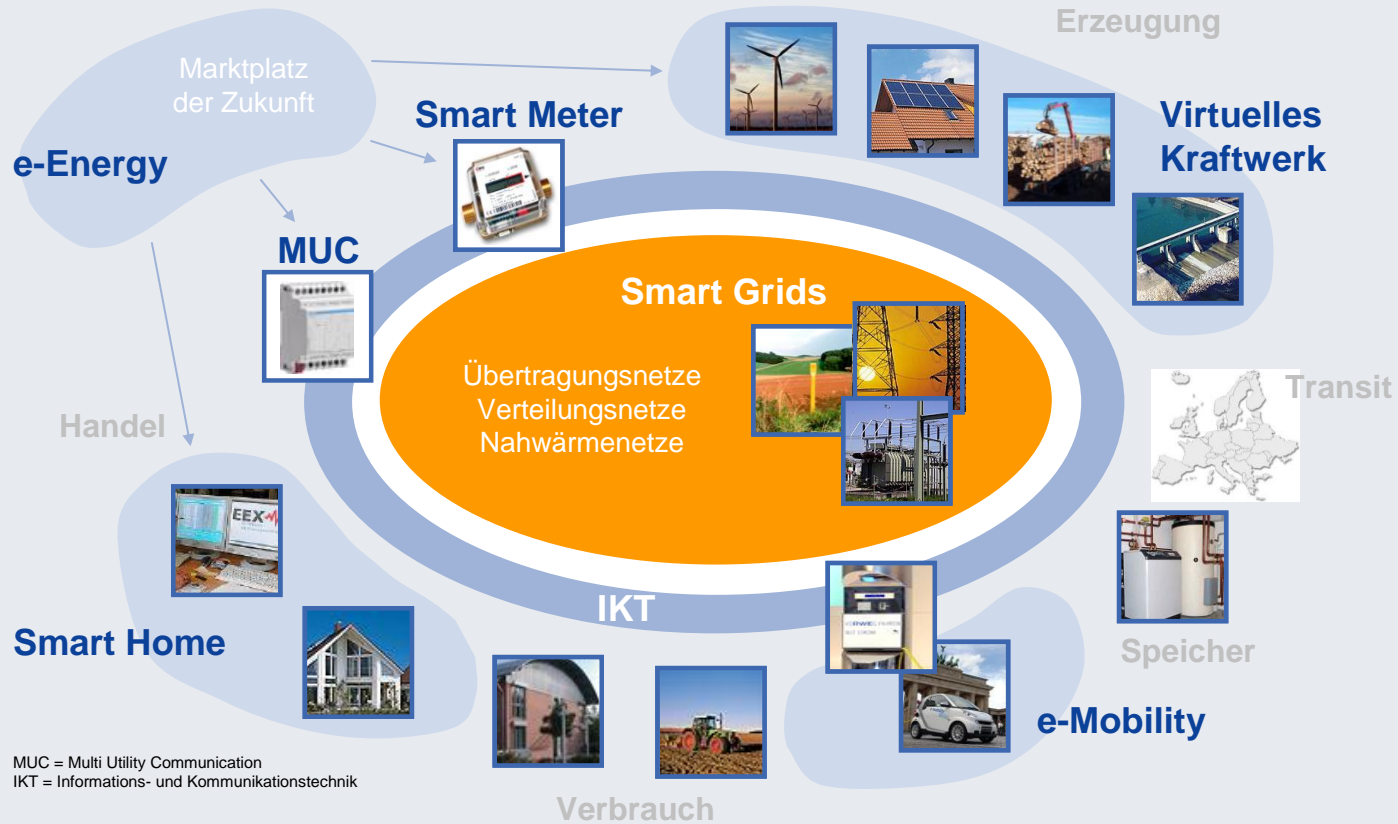 Erzeugung
Marktplatz
der Zukunft
Smart Meter
Virtuelles
Kraftwerk
e-Energy
MUC
Smart Grids
Übertragungsnetze
Verteilungsnetze
Nahwärmenetze
Transit
Handel
EEX
IKT
Smart Home
Speicher
e-Mobility
MUC = Multi Utility Communication
IKT = Informations- und Kommunikationstechnik
Verbrauch